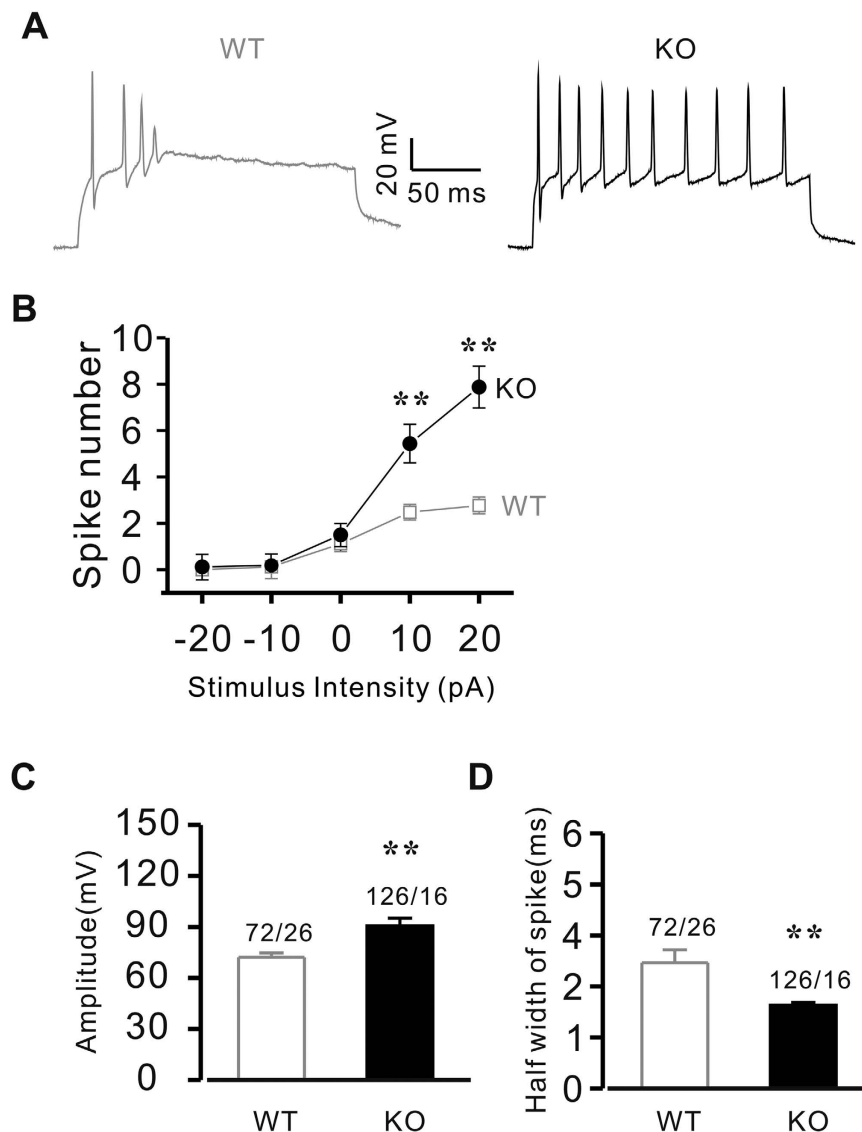 A
WT
KO
20 mV
50 ms
B
Spike number
10
8
6
4
2
0
**
**
KO
WT
-20 -10 0 10 20
Stimulus Intensity (pA)
C
Amplitude(mV)
150
120
90
60
30
0
72/26
**
126/16
WT KO
D
Half width of spike(ms)
6
5
4
2
1
0
72/26
**
126/16
WT KO